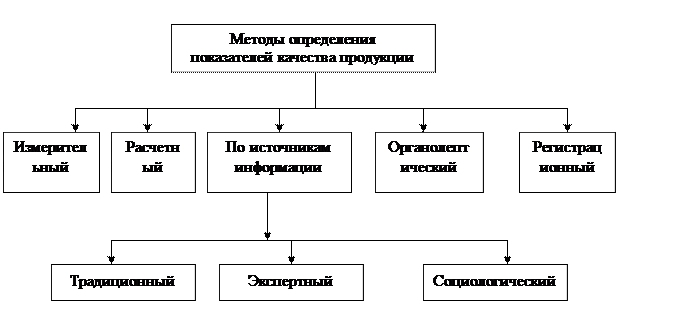 Методы определения
показателей качества продукции
Измерител
ьный
Расчетн
ый
По источникам
информации
Органолепт
ический
Регистрац
ионный
Традиционный
Экспертный
Социологический